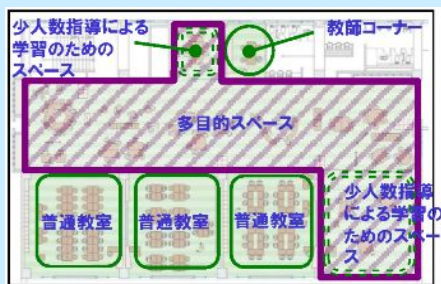 少人数指導による
学習のための
スペース
教師コーナー
多目的スペース
普通教室
普通教室
普通教室
少人数指導
による学習の
ためのスペー
ス